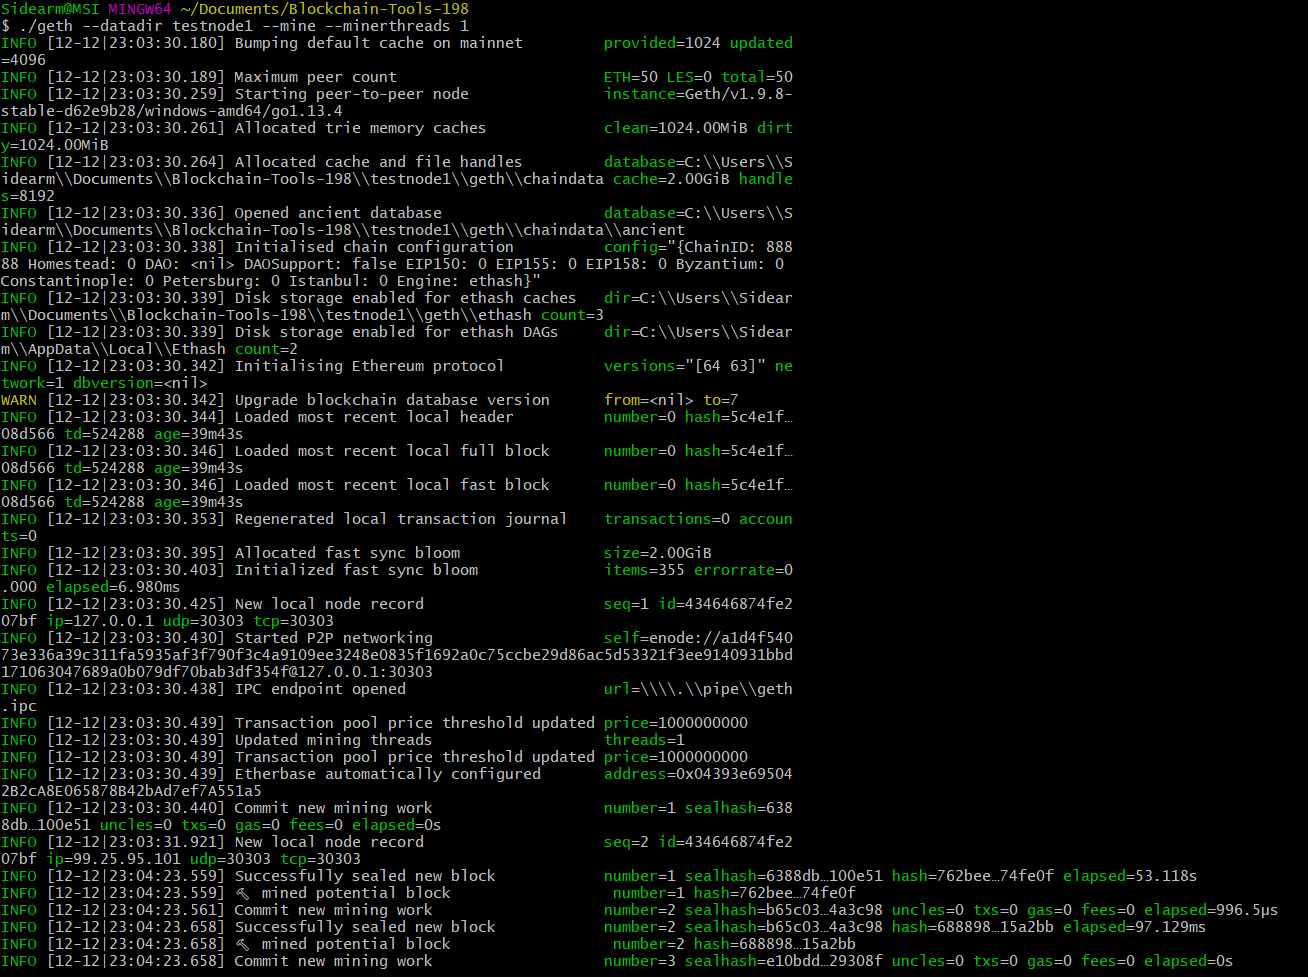 Sidearm@MSI MINGW64 ~/Documents/Blockchain-Tools-198
$ ./geth --datadir testnode1 --mine --minerthreads 1
INFO [12-12|23:03:30.180] Bumping default cache on mainnet         provided=1024 updated
=4096
INFO [12-12|23:03:30.189] Maximum peer count                       ETH=50 LES=0 total=50
INFO [12-12|23:03:30.259] Starting peer-to-peer node               instance=Geth/v1.9.8-
stable-d62e9b28/windows-amd64/go1.13.4
INFO [12-12|23:03:30.261] Allocated trie memory caches             clean=1024.00MiB dirt
y=1024.00MiB
INFO [12-12|23:03:30.264] Allocated cache and file handles         database=C:\\Users\\S
idearm\\Documents\\Blockchain-Tools-198\\testnode1\\geth\\chaindata cache=2.00GiB handle
s=8192
INFO [12-12|23:03:30.336] Opened ancient database                  database=C:\\Users\\S
idearm\\Documents\\Blockchain-Tools-198\\testnode1\\geth\\chaindata\\ancient
INFO [12-12|23:03:30.338] Initialised chain configuration          config="{ChainID: 888
88 Homestead: 0 DAO: <nil> DAOSupport: false EIP150: 0 EIP155: 0 EIP158: 0 Byzantium: 0
Constantinople: 0 Petersburg: 0 Istanbul: 0 Engine: ethash}"
INFO [12-12|23:03:30.339] Disk storage enabled for ethash caches   dir=C:\\Users\\Sidear
m\\Documents\\Blockchain-Tools-198\\testnode1\\geth\\ethash count=3
INFO [12-12|23:03:30.339] Disk storage enabled for ethash DAGs     dir=C:\\Users\\Sidear
m\\AppData\\Local\\Ethash count=2
INFO [12-12|23:03:30.342] Initialising Ethereum protocol           versions="[64 63]" ne
twork=1 dbversion=<nil>
WARN [12-12|23:03:30.342] Upgrade blockchain database version      from=<nil> to=7
INFO [12-12|23:03:30.344] Loaded most recent local header          number=0 hash=5c4e1f…
08d566 td=524288 age=39m43s
INFO [12-12|23:03:30.346] Loaded most recent local full block      number=0 hash=5c4e1f…
08d566 td=524288 age=39m43s
INFO [12-12|23:03:30.346] Loaded most recent local fast block      number=0 hash=5c4e1f…
08d566 td=524288 age=39m43s
INFO [12-12|23:03:30.353] Regenerated local transaction journal    transactions=0 accoun
ts=0
INFO [12-12|23:03:30.395] Allocated fast sync bloom                size=2.00GiB
INFO [12-12|23:03:30.403] Initialized fast sync bloom              items=355 errorrate=0
.000 elapsed=6.980ms
INFO [12-12|23:03:30.425] New local node record                    seq=1 id=434646874fe2
07bf ip=127.0.0.1 udp=30303 tcp=30303
INFO [12-12|23:03:30.430] Started P2P networking                   self=enode://a1d4f540
73e336a39c311fa5935af3f790f3c4a9109ee3248e0835f1692a0c75ccbe29d86ac5d53321f3ee9140931bbd
171063047689a0b079df70bab3df354f@127.0.0.1:30303
INFO [12-12|23:03:30.438] IPC endpoint opened                      url=\\\\.\\pipe\\geth
.ipc
INFO [12-12|23:03:30.439] Transaction pool price threshold updated price=1000000000
INFO [12-12|23:03:30.439] Updated mining threads                   threads=1
INFO [12-12|23:03:30.439] Transaction pool price threshold updated price=1000000000
INFO [12-12|23:03:30.439] Etherbase automatically configured       address=0x04393e69504
2B2cA8E065878B42bAd7ef7A551a5
INFO [12-12|23:03:30.440] Commit new mining work                   number=1 sealhash=638
8db…100e51 uncles=0 txs=0 gas=0 fees=0 elapsed=0s
INFO [12-12|23:03:31.921] New local node record                    seq=2 id=434646874fe2
07bf ip=99.25.95.101 udp=30303 tcp=30303
INFO [12-12|23:04:23.559] Successfully sealed new block            number=1 sealhash=6388db…100e51 hash=762bee…74fe0f elapsed=53.118s
INFO [12-12|23:04:23.559] 🔨 mined potential block                  number=1 hash=762bee…74fe0f
INFO [12-12|23:04:23.561] Commit new mining work                   number=2 sealhash=b65c03…4a3c98 uncles=0 txs=0 gas=0 fees=0 elapsed=996.5µs
INFO [12-12|23:04:23.658] Successfully sealed new block            number=2 sealhash=b65c03…4a3c98 hash=688898…15a2bb elapsed=97.129ms
INFO [12-12|23:04:23.658] 🔨 mined potential block                  number=2 hash=688898…15a2bb
INFO [12-12|23:04:23.658] Commit new mining work                   number=3 sealhash=e10bdd…29308f uncles=0 txs=0 gas=0 fees=0 elapsed=0s